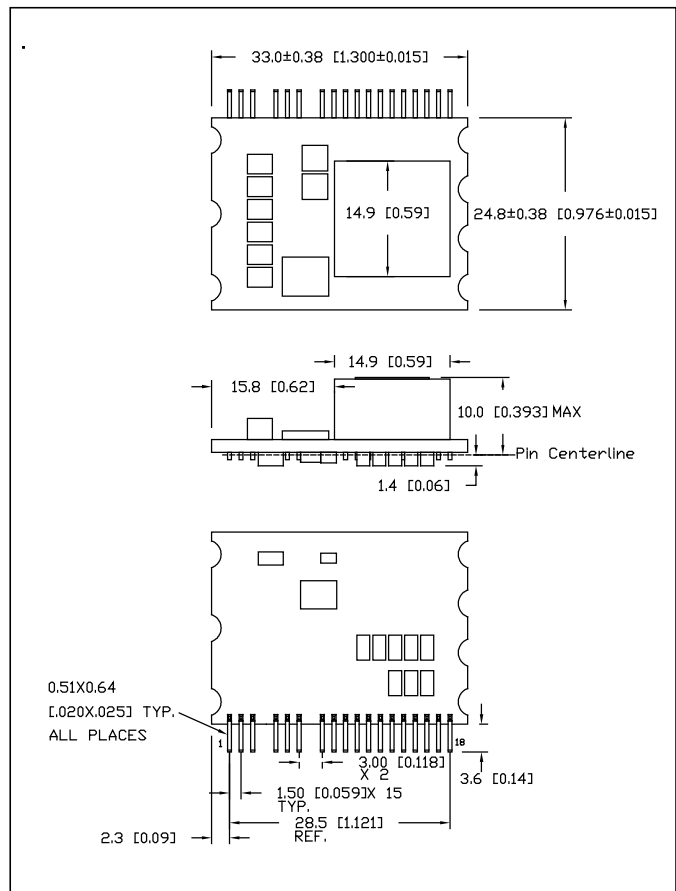 33.0±0.38 [1.300±0.015]
14.9 [0.59]
24.8±0.38 [0.976±0.015]
14.9 [0.59]
15.8 [0.62]
10.0 [0.393] MAX
Pin Centerline
1.4 [0.06]
0.51X0.64
[.020X.025] TYP.
ALL PLACES
1
18
3.00 [0.118]
X 2
3.6 [0.14]
1.50 [0.059]X 15
TYP.
28.5 [1.121]
REF.
2.3 [0.09]